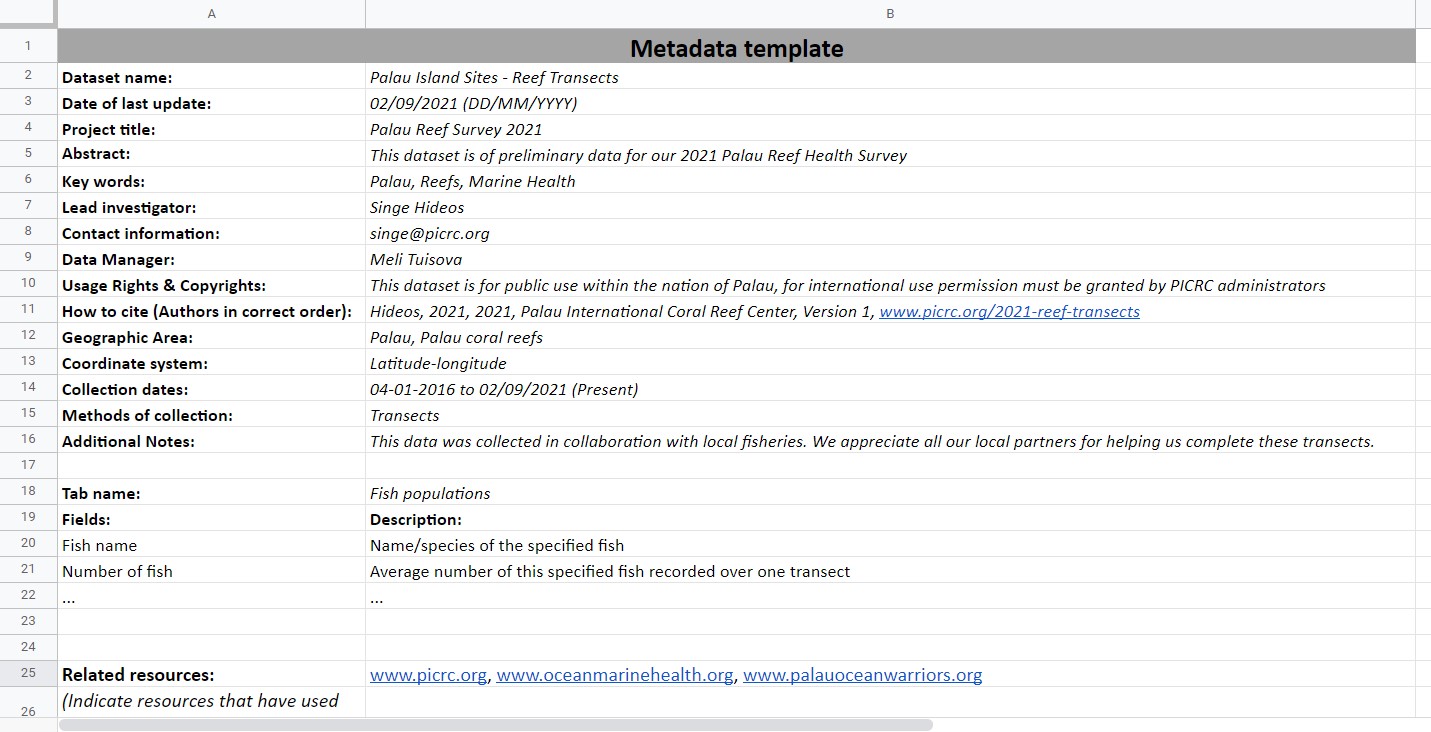 A B
1 Metadata template
2 Dataset name: Palau Island Sites - Reef Transects
3 Date of last update: 02/09/2021 (DD/MM/YYYY)
4 Project title: Palau Reef Survey 2021
5 Abstract: This dataset is of preliminary data for our 2021 Palau Reef Health Survey
6 Key words: Palau, Reefs, Marine Health
7 Lead investigator: Singe Hideos
8 Contact information: singe@picrc.org
9 Data Manager: Meli Tuisova
10 Usage Rights & Copyrights: This dataset is for public use within the nation of Palau, for international use permission must be granted by PICRC administrators
11 How to cite (Authors in correct order): Hideos, 2021, 2021, Palau International Coral Reef Center, Version 1, www.picrc.org/2021-reef-transects
12 Geographic Area: Palau, Palau coral reefs
13 Coordinate system: Latitude-longitude
14 Collection dates: 04-01-2016 to 02/09/2021 (Present)
15 Methods of collection: Transects
16 Additional Notes: This data was collected in collaboration with local fisheries. We appreciate all our local partners for helping us complete these transects.
17
18 Tab name: Fish populations
19 Fields: Description:
20 Fish name Name/species of the specified fish
21 Number of fish Average number of this specified fish recorded over one transect
22 ... ...
23
24
25 Related resources: www.picrc.org, www.oceanmarinehealth.org, www.palauoceanwarriors.org
26 (Indicate resources that have used